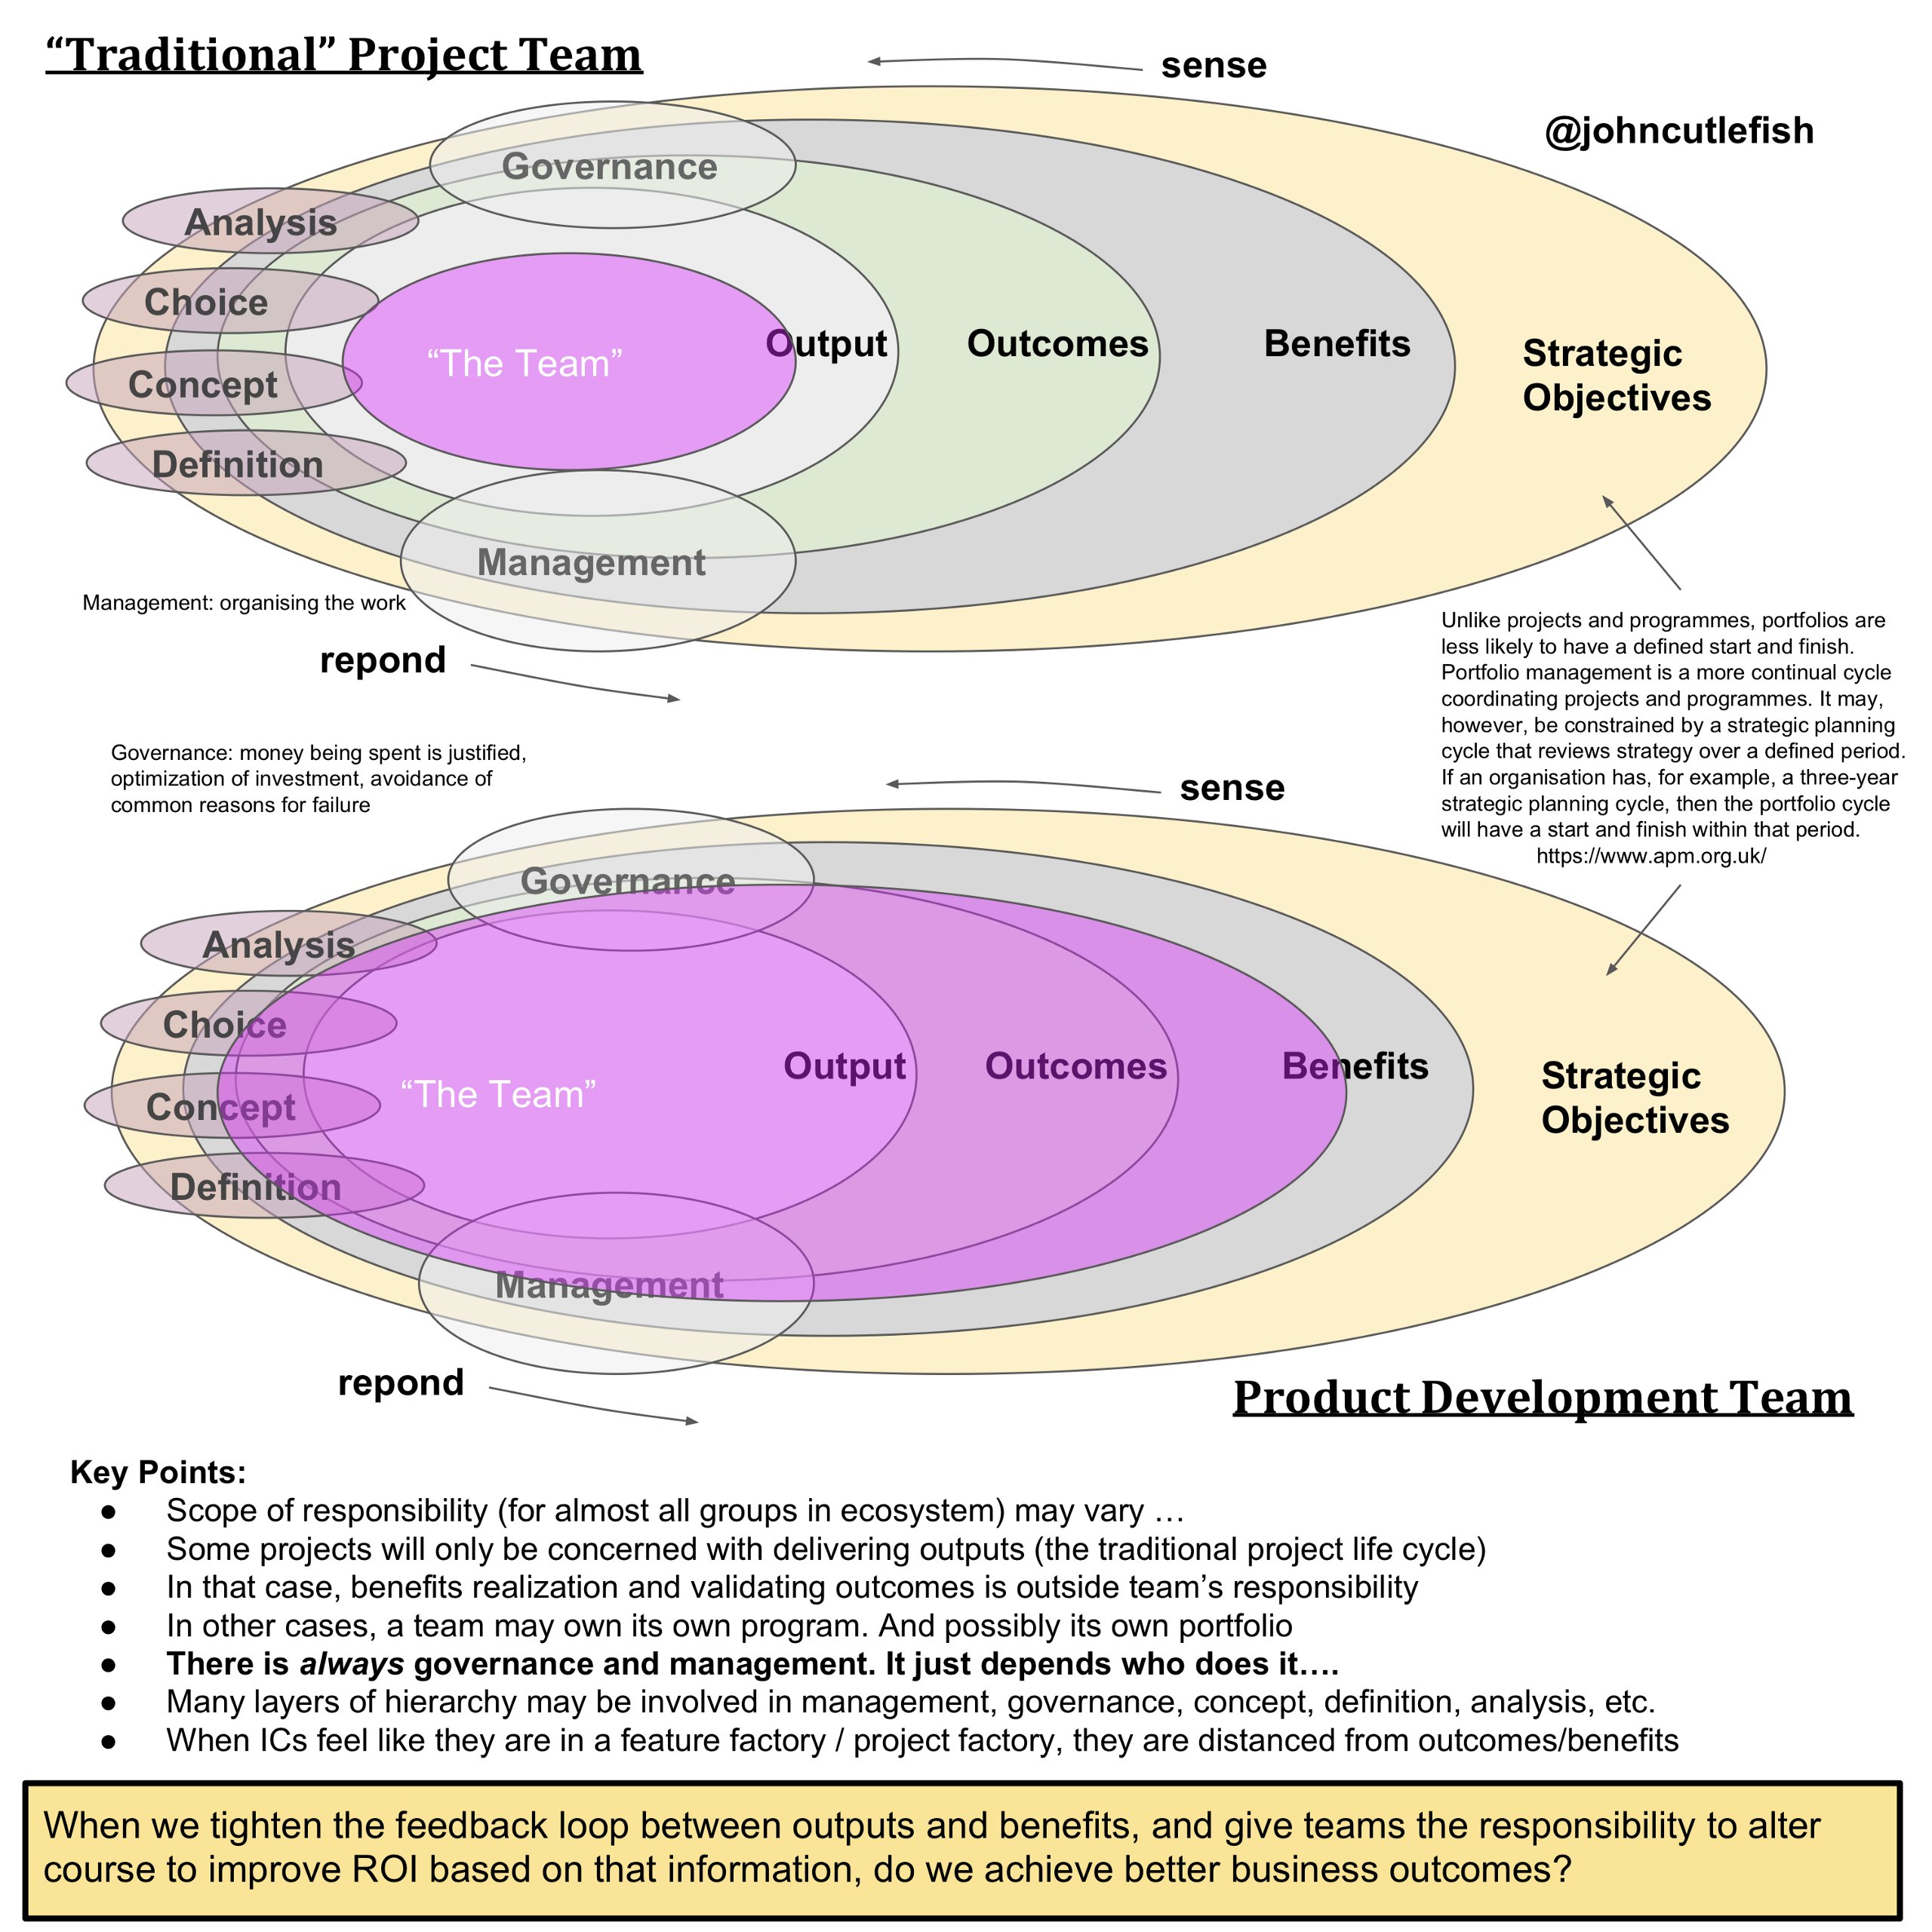 “Traditional” Project Team
sense
@johncutlefish
Governance
Analysis
Choice
Concept
Definition
“The Team”
Output
Outcomes
Benefits
Strategic
Objectives
Management
Management: organising the work
repond
Unlike projects and programmes, portfolios are
less likely to have a defined start and finish.
Portfolio management is a more continual cycle
coordinating projects and programmes. It may,
however, be constrained by a strategic planning
cycle that reviews strategy over a defined period.
If an organisation has, for example, a three-year
strategic planning cycle, then the portfolio cycle
will have a start and finish within that period.
https://www.apm.org.uk/
Governance: money being spent is justified,
optimization of investment, avoidance of
common reasons for failure
sense
Governance
Analysis
Choice
Concept
Definition
“The Team”
Output
Outcomes
Benefits
Strategic
Objectives
Management
repond
Product Development Team
Key Points:
● Scope of responsibility (for almost all groups in ecosystem) may vary …
● Some projects will only be concerned with delivering outputs (the traditional project life cycle)
● In that case, benefits realization and validating outcomes is outside team’s responsibility
● In other cases, a team may own its own program. And possibly its own portfolio
● There is always governance and management. It just depends who does it….
● Many layers of hierarchy may be involved in management, governance, concept, definition, analysis, etc.
● When ICs feel like they are in a feature factory / project factory, they are distanced from outcomes/benefits
When we tighten the feedback loop between outputs and benefits, and give teams the responsibility to alter
course to improve ROI based on that information, do we achieve better business outcomes?